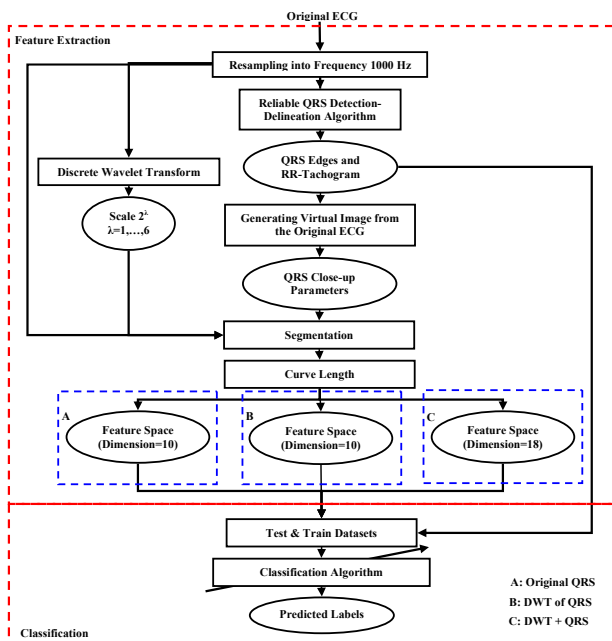 Original ECG
Feature Extraction
Resampling into Frequency 1000 Hz
Reliable QRS Detection-
Delineation Algorithm
QRS Edges and
RR-Tachogram
Discrete Wavelet Transform
Scale 2^λ
λ=1,…,6
Generating Virtual Image from
the Original ECG
QRS Close-up
Parameters
Segmentation
Curve Length
A
Feature Space
(Dimension=10)
B
Feature Space
(Dimension=10)
C
Feature Space
(Dimension=18)
Test & Train Datasets
Classification Algorithm
Predicted Labels
A: Original QRS
B: DWT of QRS
C: DWT + QRS
Classification